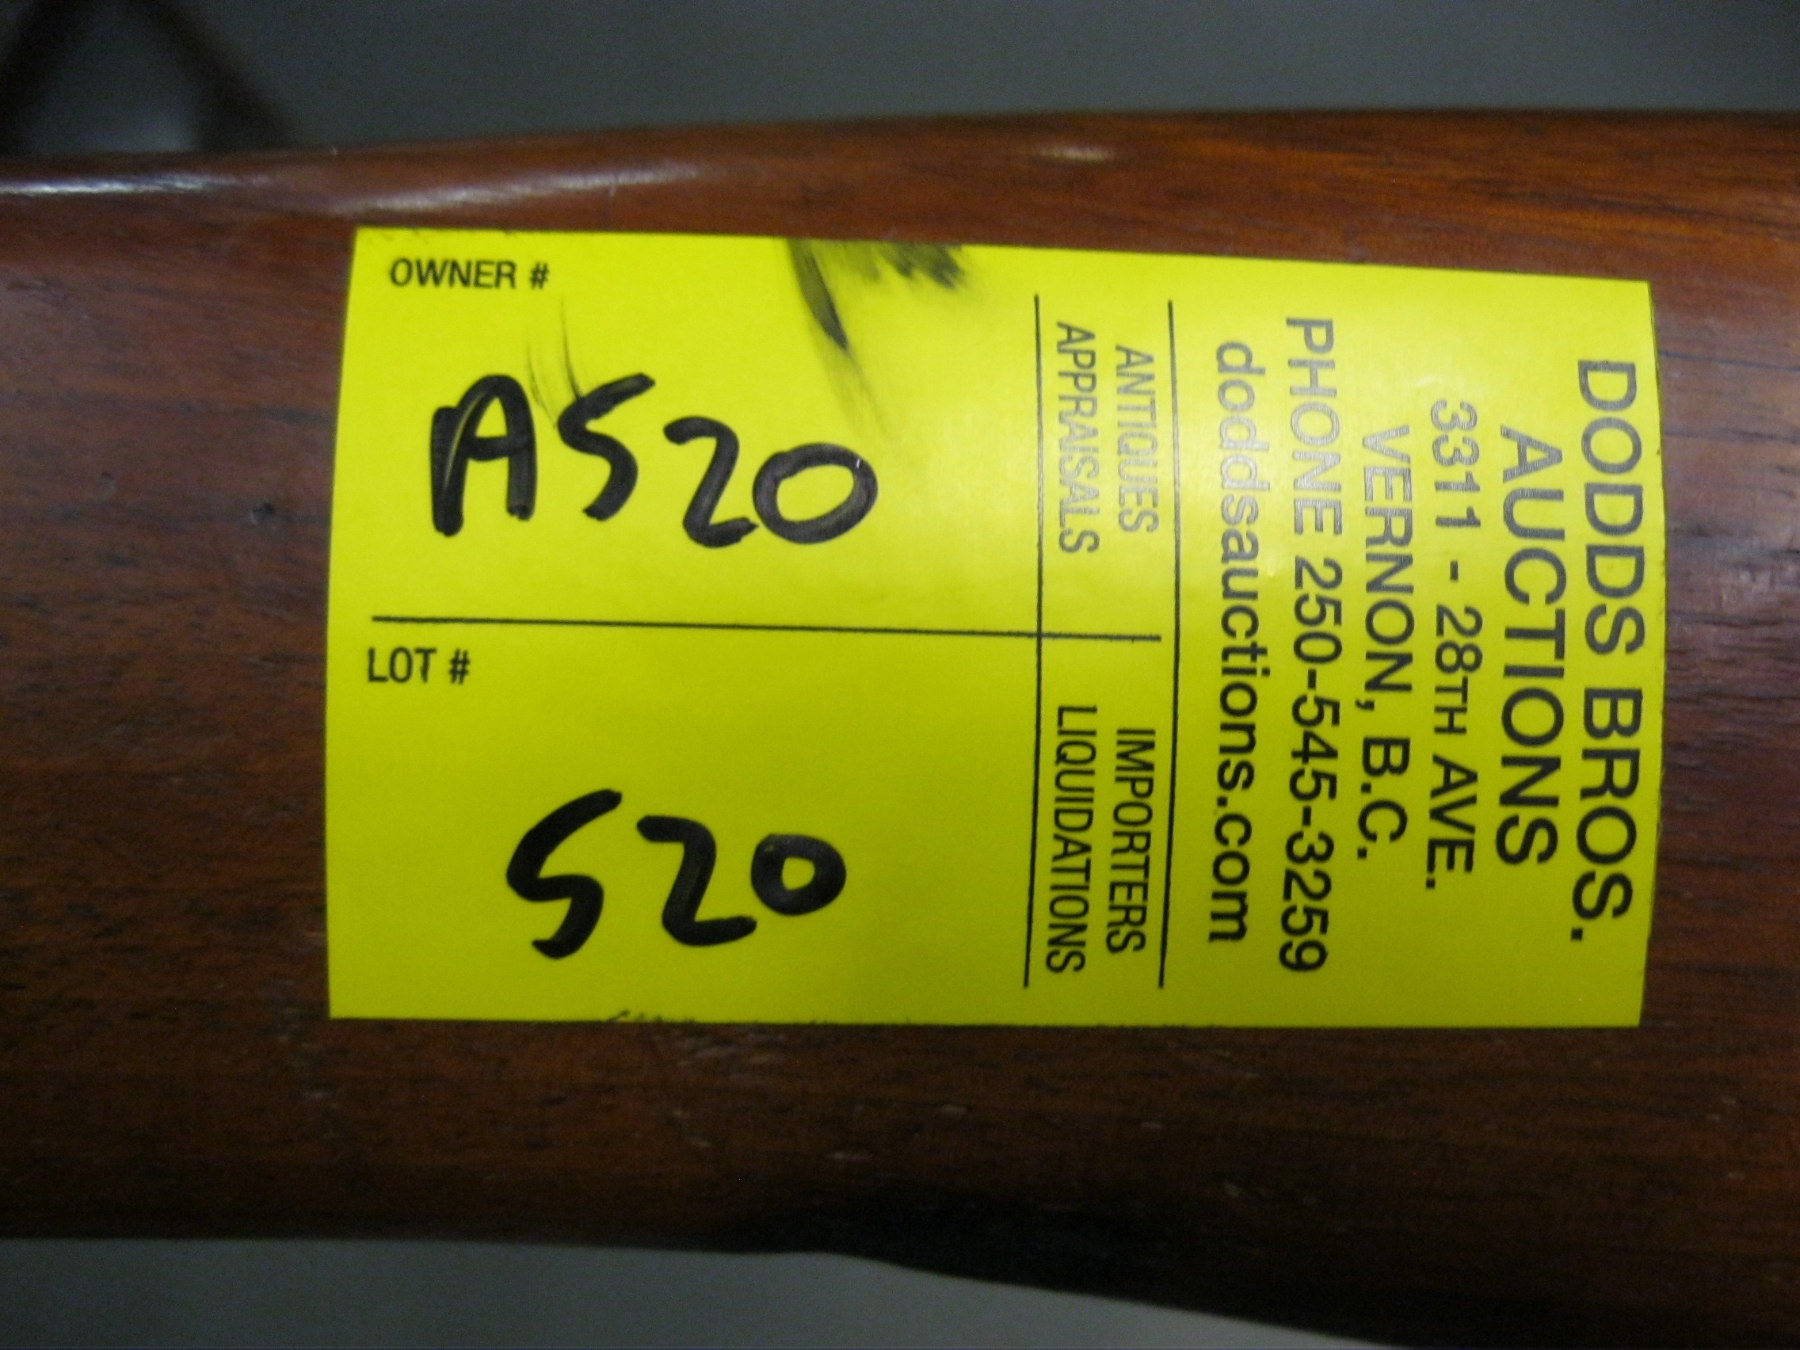 OWNER #
A520
LOT #
520
DODDS BROS.
AUCTIONS
3311 - 28TH AVE.
VERNON, B.C.
PHONE 250-545-3259
doddsauctions.com
ANTIQUES IMPORTERS
APPRAISALS LIQUIDATIONS